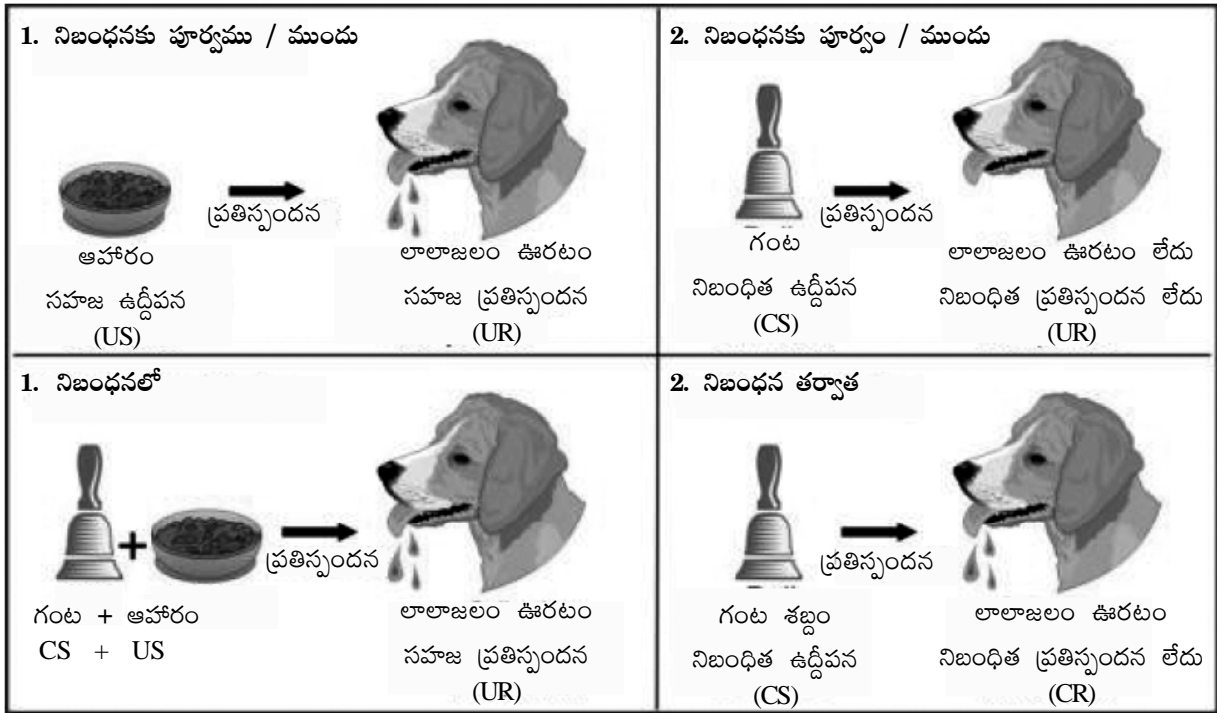 1. నిబంధనకు పూర్వము / ముందు
ప్రతిస్పందన
ఆహారం
సహజ ఉద్దీపన
(US)
లాలాజలం ఊరటం
సహజ ప్రతిస్పందన
(UR)
2. నిబంధనకు పూర్వం / ముందు
ప్రతిస్పందన
గంట
నిబంధిత ఉద్దీపన
(CS)
లాలాజలం ఊరటం లేదు
నిబంధిత ప్రతిస్పందన లేదు
(UR)
1. నిబంధనలో
+
ప్రతిస్పందన
గంట + ఆహారం
CS + US
లాలాజలం ఊరటం
సహజ ప్రతిస్పందన
(UR)
2. నిబంధన తర్వాత
ప్రతిస్పందన
గంట శబ్దం
నిబంధిత ఉద్దీపన
(CS)
లాలాజలం ఊరటం
నిబంధిత ప్రతిస్పందన లేదు
(CR)